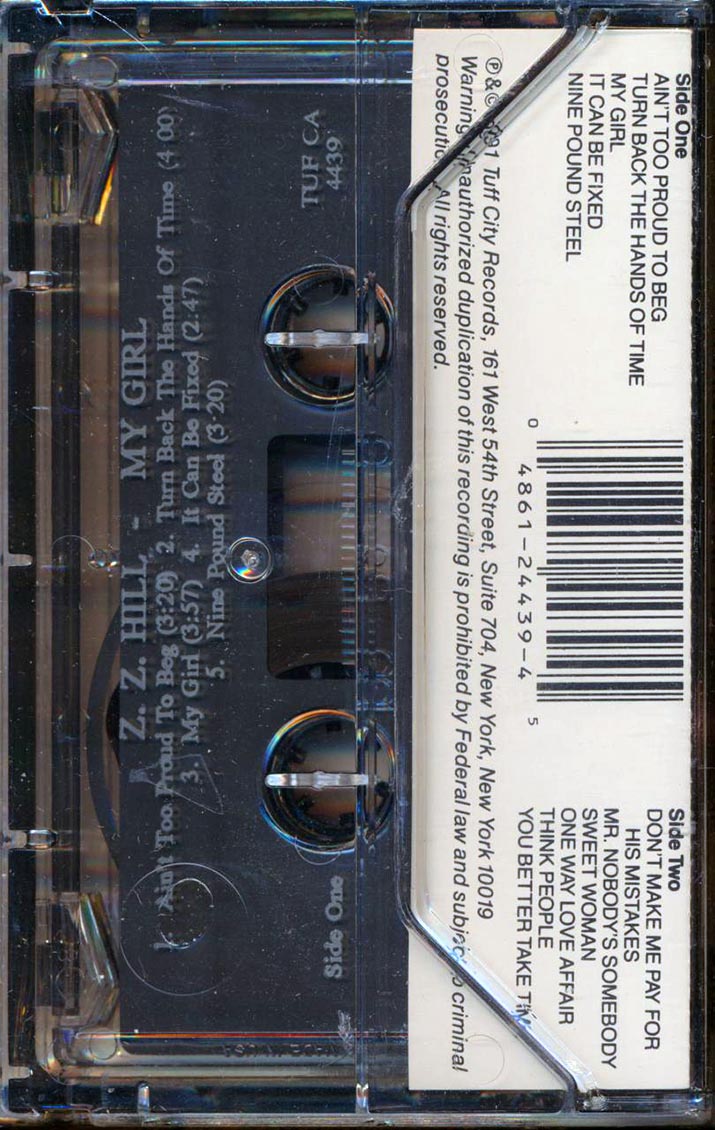 Side One
AIN'T TOO PROUD TO BEG
TURN BACK THE HANDS OF TIME
MY GIRL
IT CAN BE FIXED
NINE POUND STEEL
0
4861-24439-4
5
Side Two
DON'T MAKE ME PAY FOR
HIS MISTAKES
MR. NOBODY'S SOMEBODY
SWEET WOMAN
ONE WAY LOVE AFFAIR
THINK PEOPLE
YOU BETTER TAKE TIME
℗&© 1991 Tuff City Records, 161 West 54th Street, Suite 704, New York, New York 10019
Warning: Unauthorized duplication of this recording is prohibited by Federal law and subject to criminal
prosecution. All rights reserved.
TUF CA
4439
Side One
Z. Z. HILL - MY GIRL
1. Ain't Too Proud To Beg (3:20) 2. Turn Back The Hands Of Time (4:00)
3. My Girl (3:57) 4. It Can Be Fixed (2:47)
5. Nine Pound Steel (3:20)